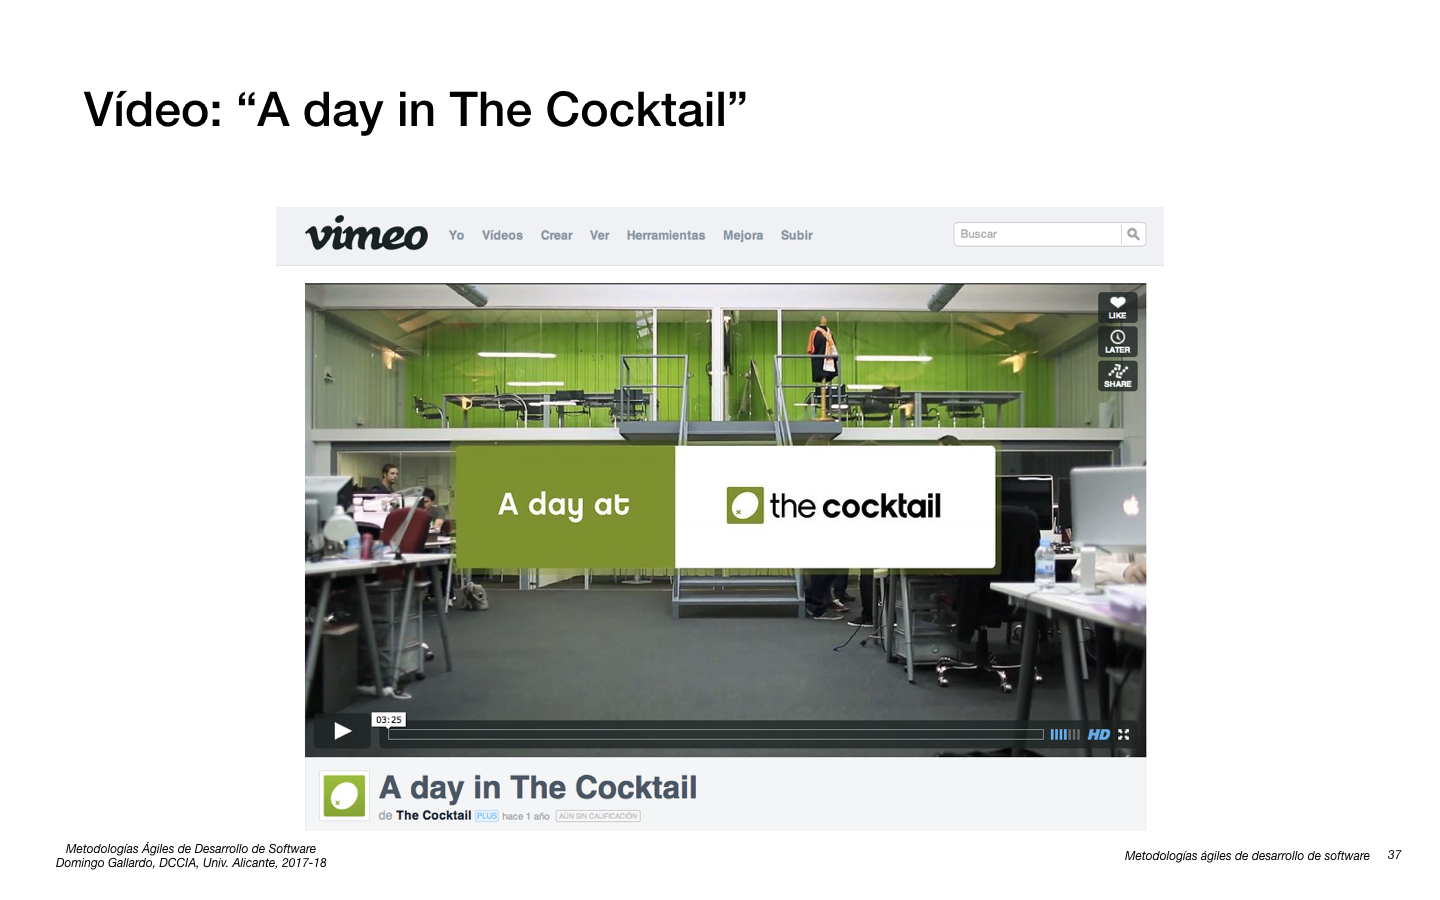 Vídeo: “A day in The Cocktail”
vimeo Yo Vídeos Crear Ver Herramientas Mejora Subir Buscar
LIKE
LATER
SHARE
A day at the cocktail
03:25
HD
A day in The Cocktail
de The Cocktail PLUS hace 1 año AÚN SIN CALIFICACIÓN
Metodologías Ágiles de Desarrollo de Software
Domingo Gallardo, DCCIA, Univ. Alicante, 2017-18
Metodologías ágiles de desarrollo de software 37